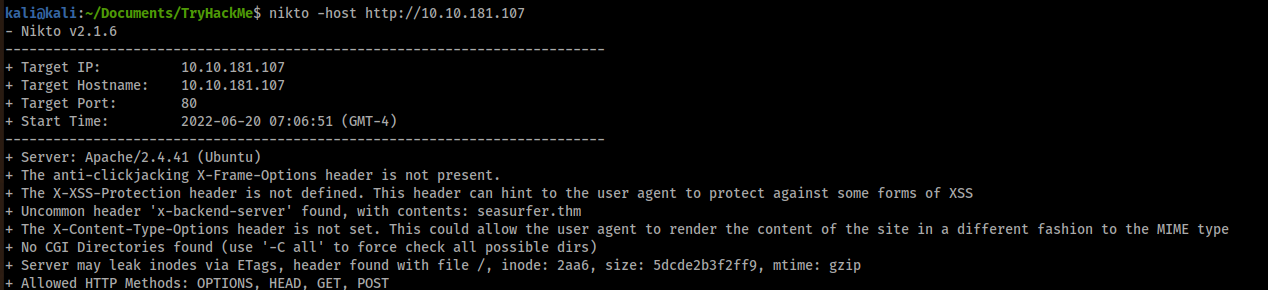 kali@kali:~/Documents/TryHackMe$ nikto -host http://10.10.181.107
- Nikto v2.1.6
---------------------------------------------------------------------------
+ Target IP:          10.10.181.107
+ Target Hostname:    10.10.181.107
+ Target Port:        80
+ Start Time:         2022-06-20 07:06:51 (GMT-4)
---------------------------------------------------------------------------
+ Server: Apache/2.4.41 (Ubuntu)
+ The anti-clickjacking X-Frame-Options header is not present.
+ The X-XSS-Protection header is not defined. This header can hint to the user agent to protect against some forms of XSS
+ Uncommon header 'x-backend-server' found, with contents: seasurfer.thm
+ The X-Content-Type-Options header is not set. This could allow the user agent to render the content of the site in a different fashion to the MIME type
+ No CGI Directories found (use '-C all' to force check all possible dirs)
+ Server may leak inodes via ETags, header found with file /, inode: 2aa6, size: 5dcde2b3f2ff9, mtime: gzip
+ Allowed HTTP Methods: OPTIONS, HEAD, GET, POST